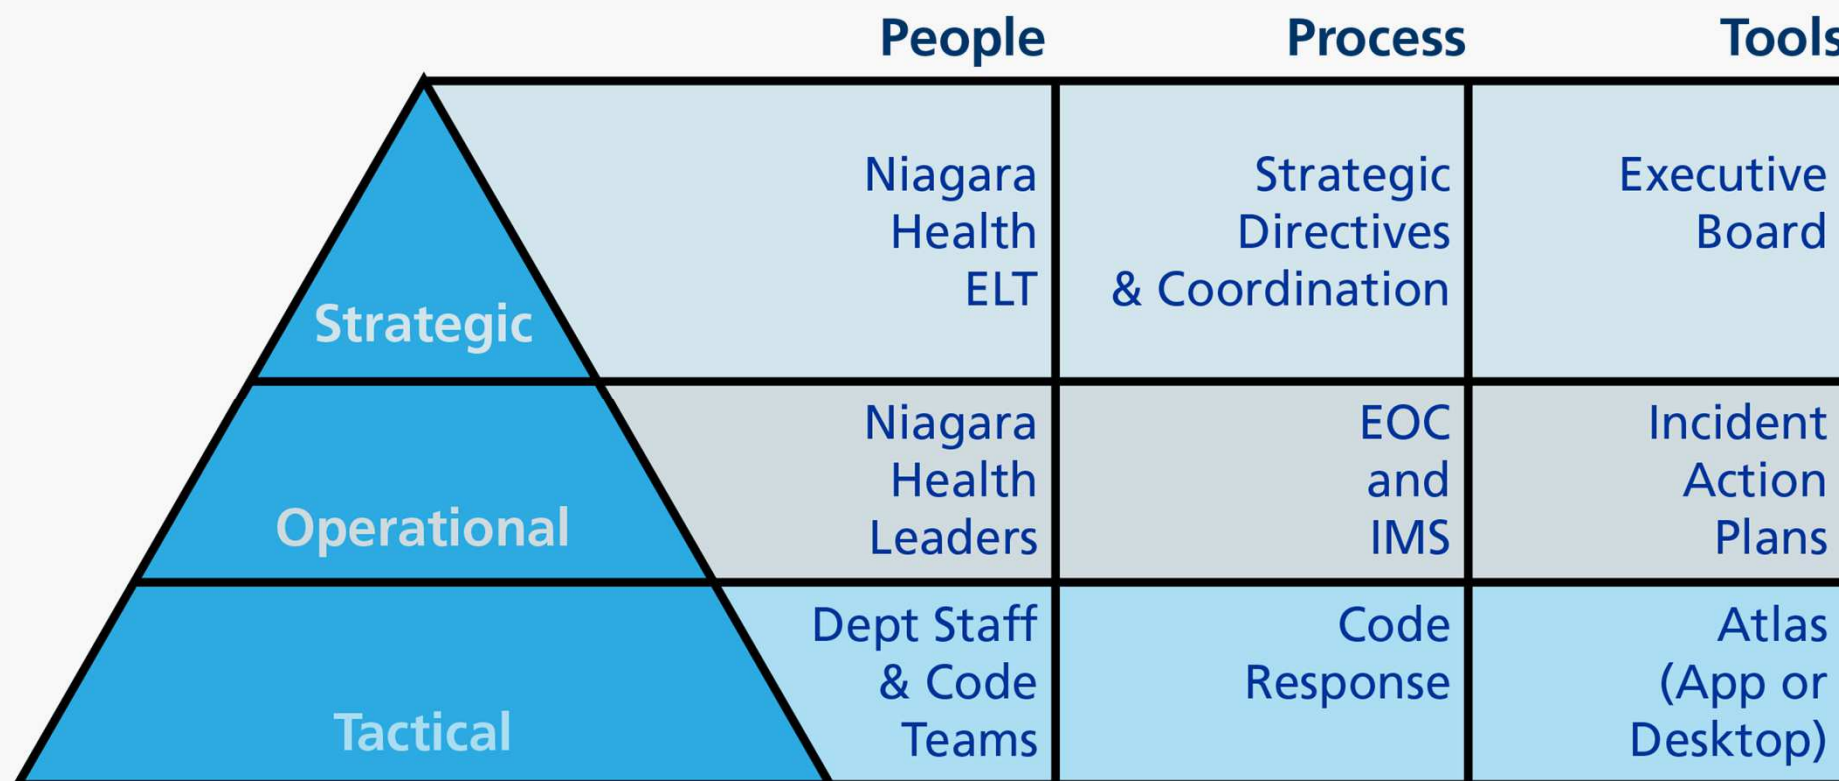 People Process Tools
Niagara
Health
ELT
Strategic
Directives
& Coordination
Executive
Board
Strategic
Niagara
Health
Leaders
EOC
and
IMS
Incident
Action
Plans
Operational
Dept Staff
& Code
Teams
Code
Response
Atlas
(App or
Desktop)
Tactical